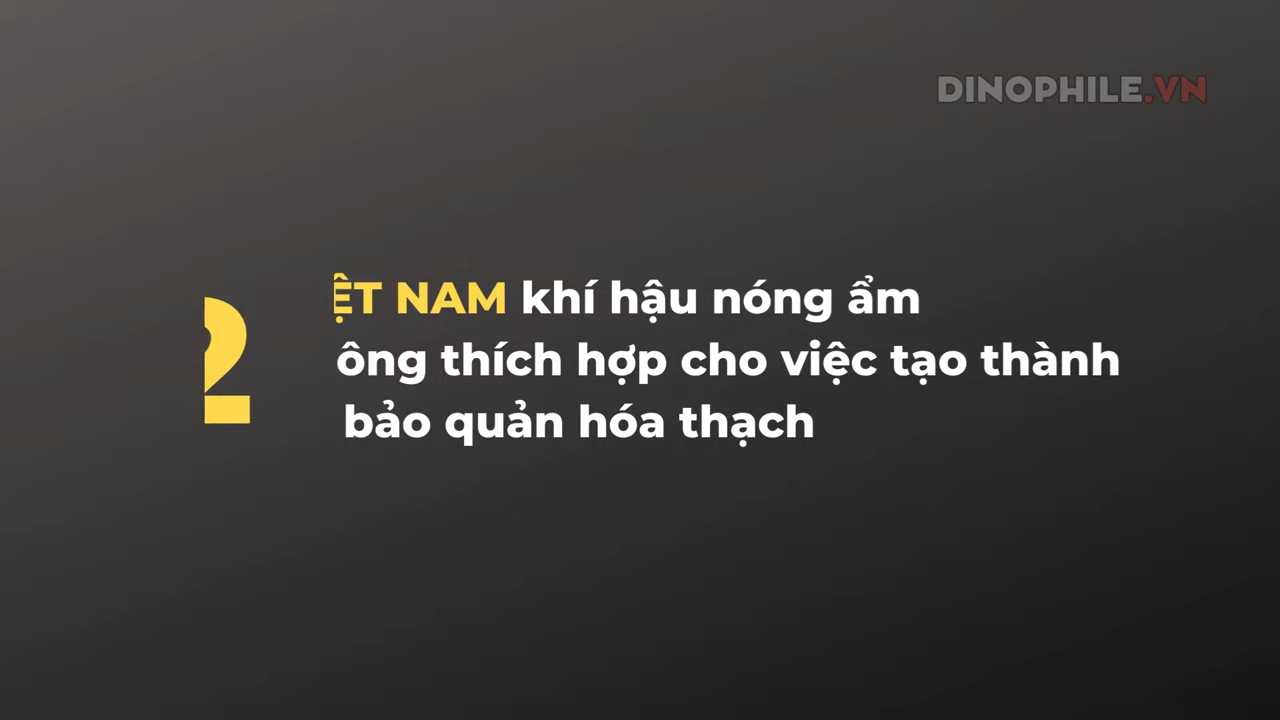 DINOPHILE.VN
2
ỆT NAM khí hậu nóng ẩm
ông thích hợp cho việc tạo thành
bảo quản hóa thạch